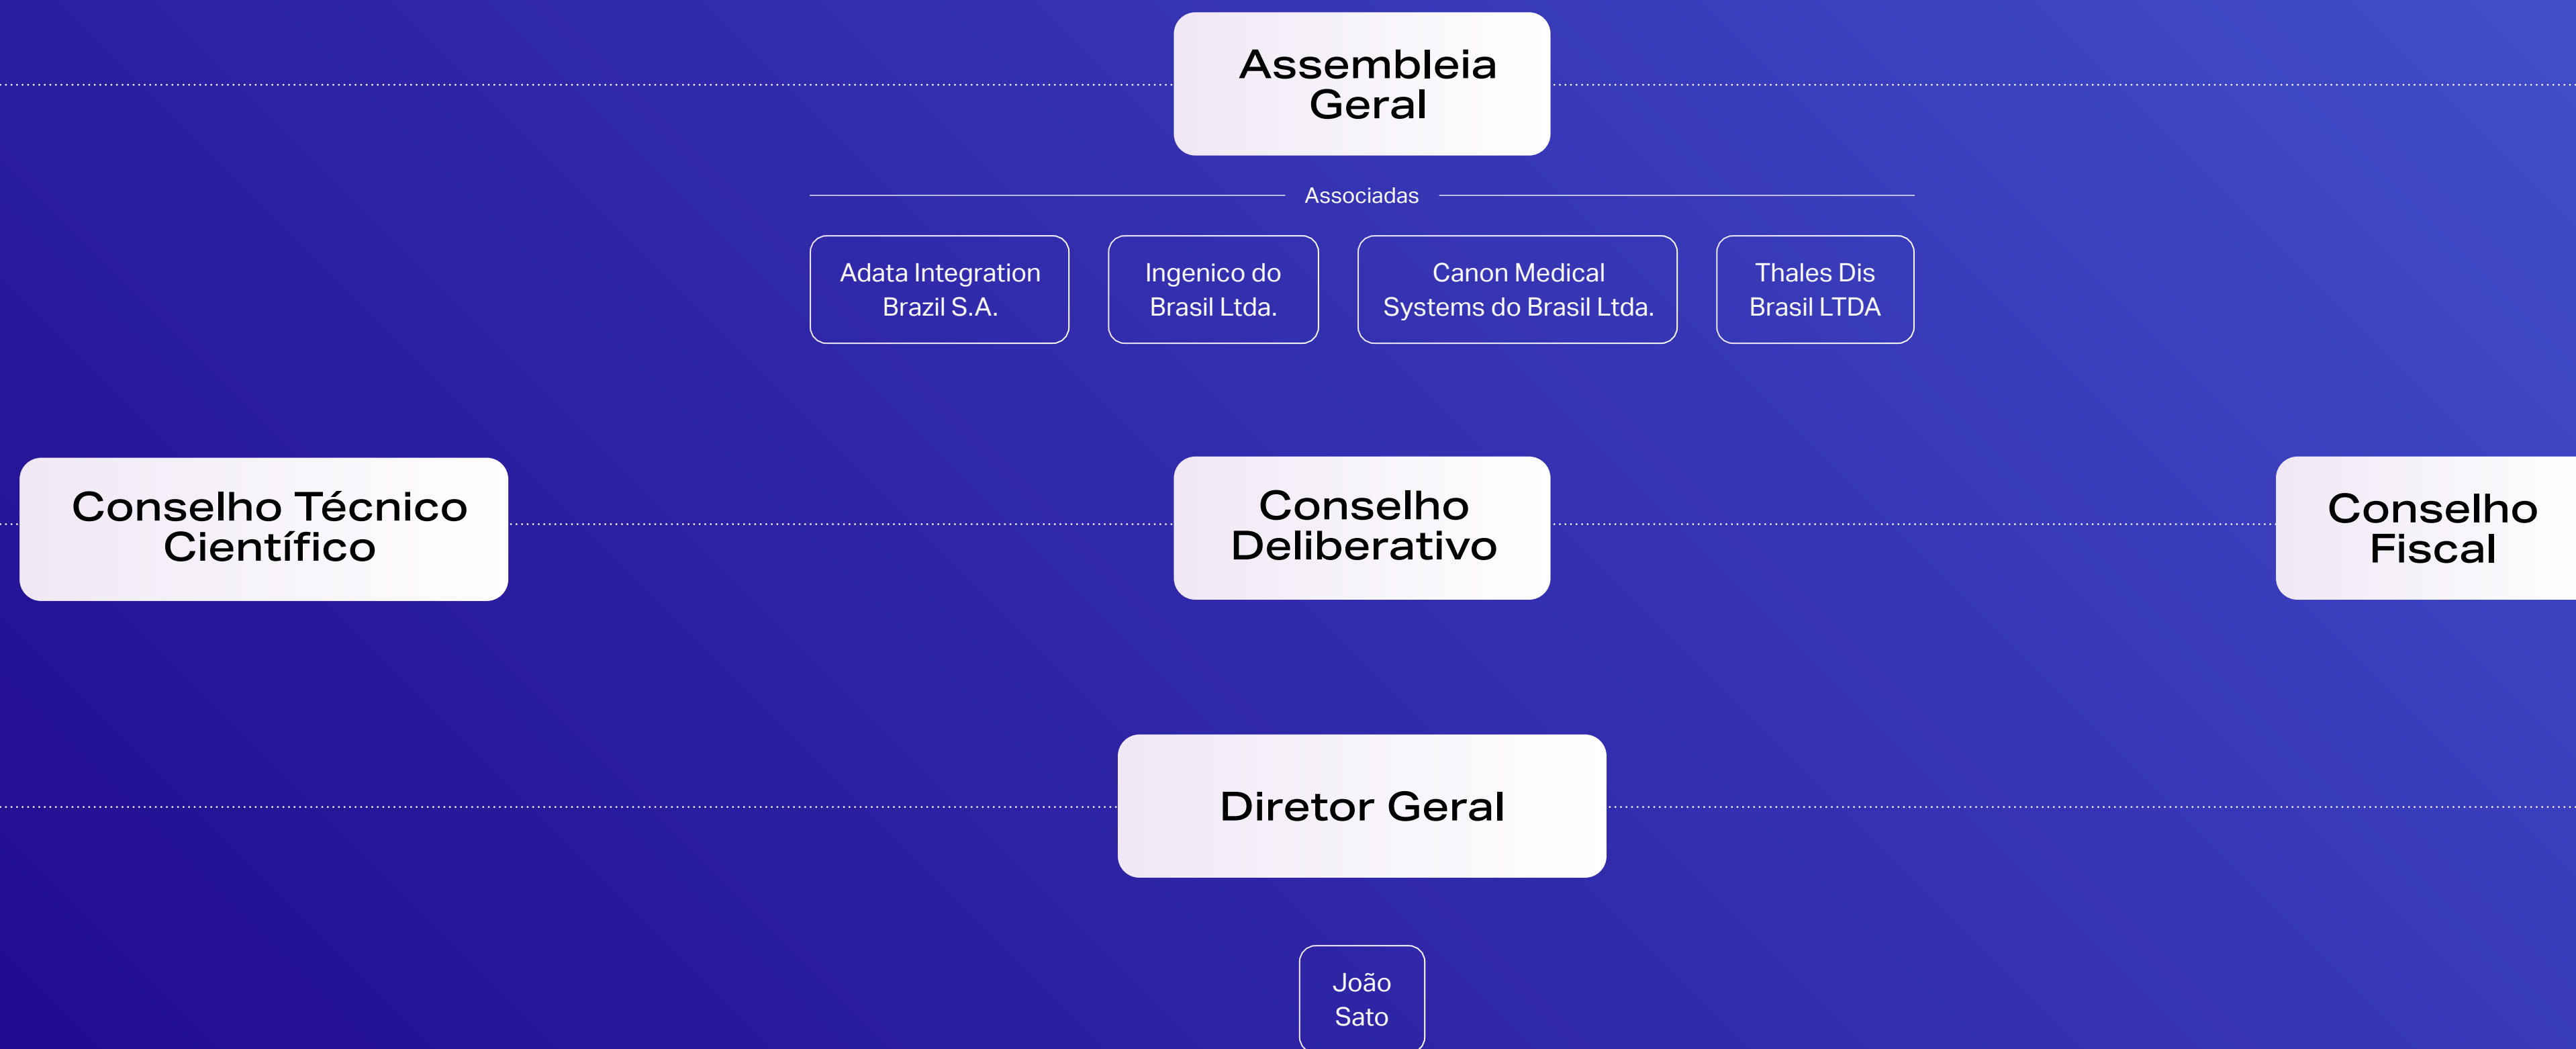 Assembleia
Geral
Associadas
Adata Integration
Brazil S.A.
Ingenico do
Brasil Ltda.
Canon Medical
Systems do Brasil Ltda.
Thales Dis
Brasil LTDA
Conselho Técnico
Científico
Conselho
Deliberativo
Conselho
Fiscal
Diretor Geral
João
Sato